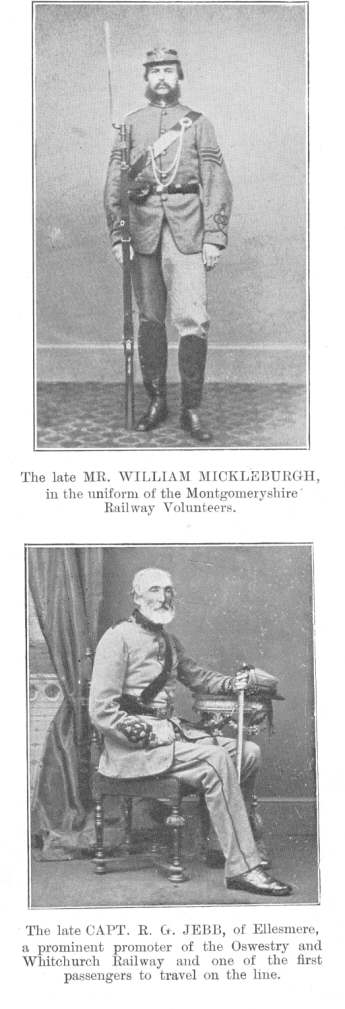 The late MR. WILLIAM MICKLEBURGH,
in the uniform of the Montgomeryshire
Railway Volunteers.
The late CAPT. R. G. JEBB, of Ellesmere,
a prominent promoter of the Oswestry and
Whitchurch Railway and one of the first
passengers to travel on the line.